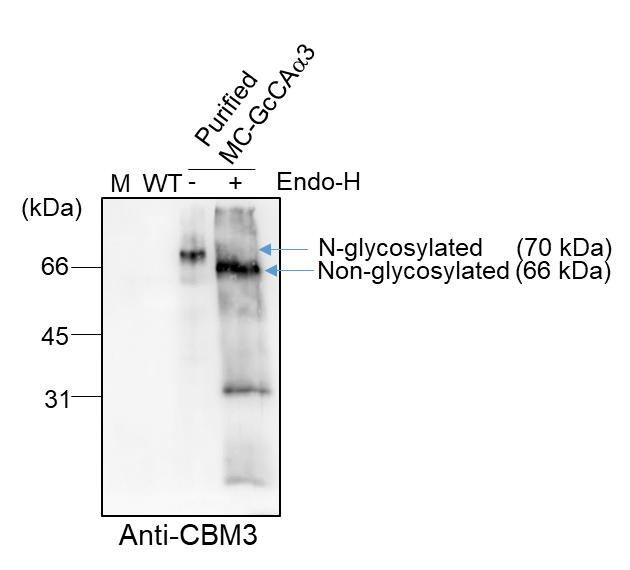 Purified
MC-GcCAα3
M WT - + Endo-H
(kDa)
N-glycosylated (70 kDa)
66 Non-glycosylated (66 kDa)
45
31
Anti-CBM3